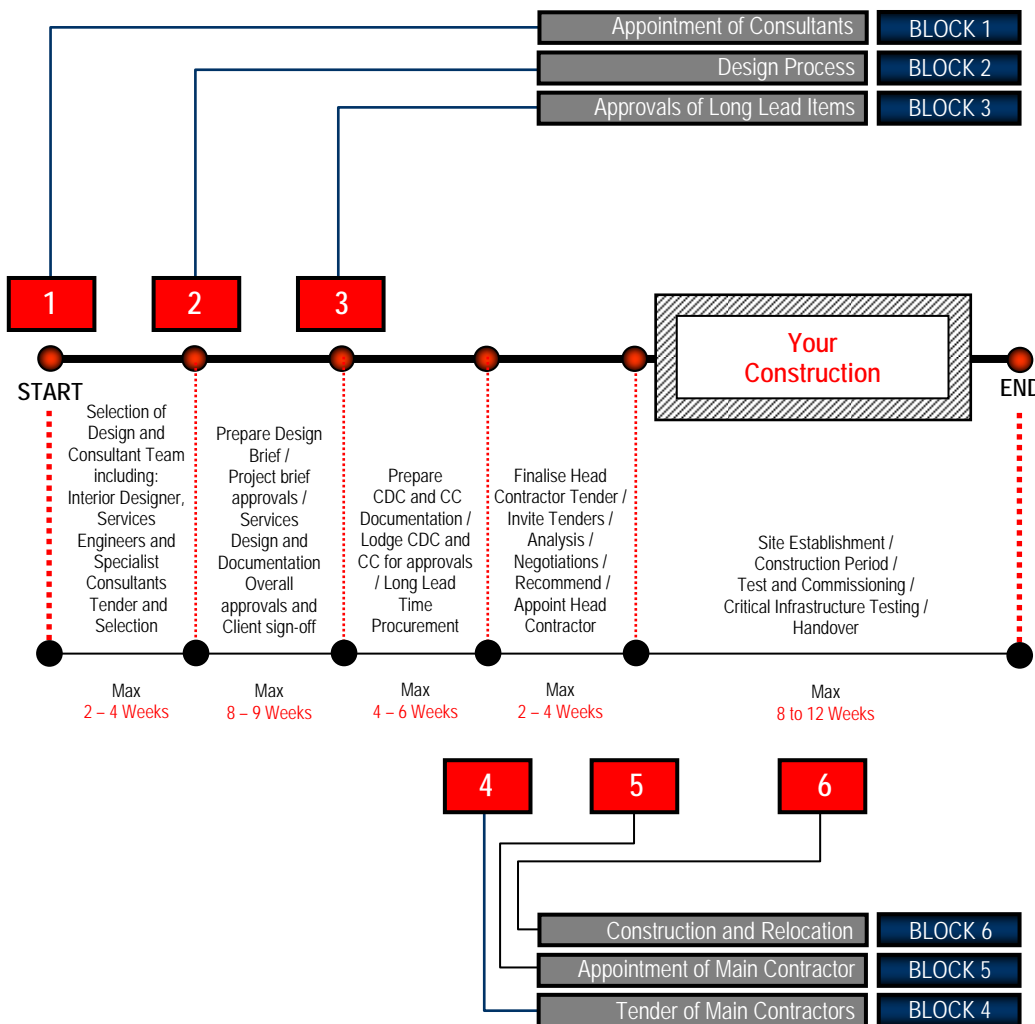 Appointment of Consultants
BLOCK 1
Design Process
BLOCK 2
Approvals of Long Lead Items
BLOCK 3
1
2
3
Your
Construction
START
END
Selection of
Design and
Consultant Team
including:
Interior Designer,
Services
Engineers and
Specialist
Consultants
Tender and
Selection
Prepare Design
Brief /
Project brief
approvals /
Services
Design and
Documentation
Overall
approvals and
Client sign-off
Prepare
CDC and CC
Documentation /
Lodge CDC and
CC for approvals
/ Long Lead
Time
Procurement
Finalise Head
Contractor Tender /
Invite Tenders /
Analysis /
Negotiations /
Recommend /
Appoint Head
Contractor
Site Establishment /
Construction Period /
Test and Commissioning /
Critical Infrastructure Testing /
Handover
Max
2 – 4 Weeks
Max
8 – 9 Weeks
Max
4 – 6 Weeks
Max
2 – 4 Weeks
Max
8 to 12 Weeks
4
5
6
Construction and Relocation
BLOCK 6
Appointment of Main Contractor
BLOCK 5
Tender of Main Contractors
BLOCK 4